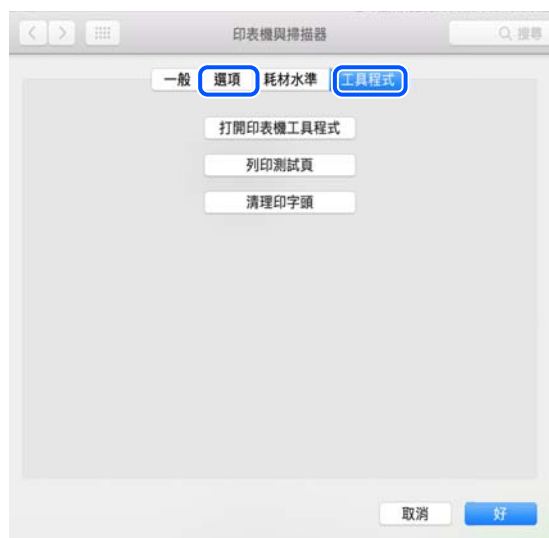 印表機與掃描器
搜尋
一般 選項 耗材水準 工具程式
打開印表機工具程式
列印測試頁
清理印字頭
取消 好